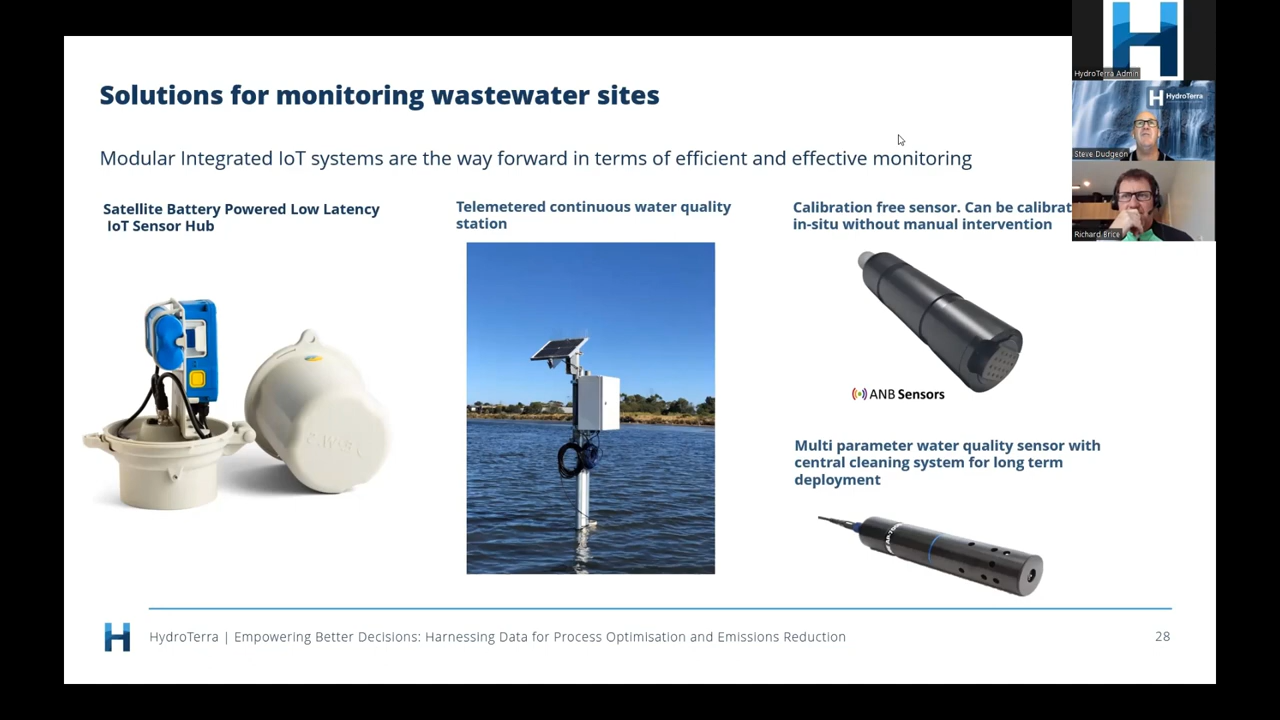 Solutions for monitoring wastewater sites
Modular Integrated IoT systems are the way forward in terms of efficient and effective monitoring
Satellite Battery Powered Low Latency
IoT Sensor Hub
Telemetered continuous water quality
station
Calibration free sensor. Can be calibrat
in-situ without manual intervention
ANB Sensors
Multi parameter water quality sensor with
central cleaning system for long term
deployment
HydroTerra | Empowering Better Decisions: Harnessing Data for Process Optimisation and Emissions Reduction
28
HydroTerra Admin
HydroTerra
Steve Dudgeon
Richard Brice